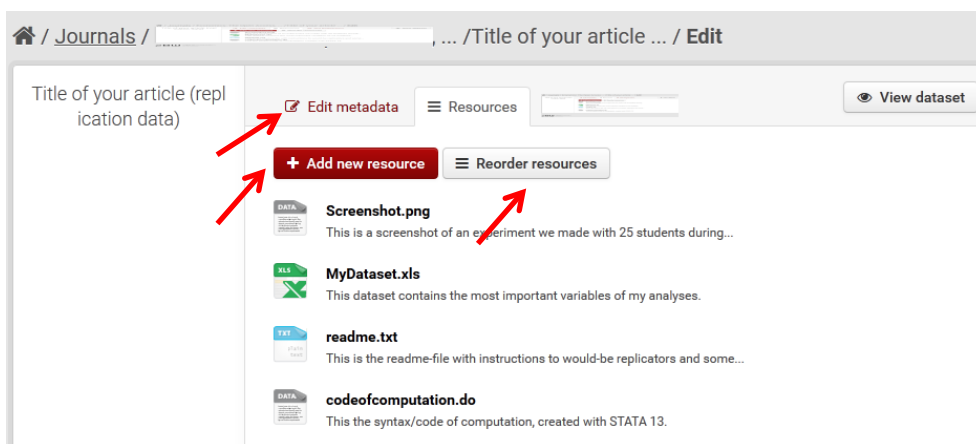 / Journals / , ... /Title of your article ... / Edit
Title of your article (repl
ication data)
Edit metadata
Resources
View dataset
+ Add new resource
Reorder resources
DATA
Screenshot.png
This is a screenshot of an experiment we made with 25 students during...
XLS
MyDataset.xls
This dataset contains the most important variables of my analyses.
TXT
readme.txt
This is the readme-file with instructions to would-be replicators and some...
DATA
codeofcomputation.do
This the syntax/code of computation, created with STATA 13.